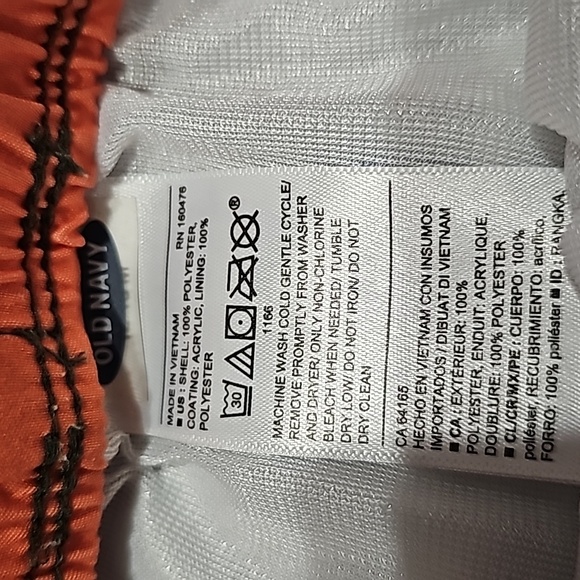 OLD NAVY
MADE IN VIETNAM RN 160476
■ US : SHELL: 100% POLYESTER,
COATING: ACRYLIC, LINING: 100%
POLYESTER
30
®
1166
MACHINE WASH COLD GENTLE CYCLE/
REMOVE PROMPTLY FROM WASHER
AND DRYER, ONLY NON-CHLORINE
BLEACH WHEN NEEDED/ TUMBLE
DRY LOW, DO NOT IRON/ DO NOT
DRY CLEAN
CA 64165
HECHO EN VIETNAM CON INSUMOS
IMPORTADOS / DIBUAT DI VIETNAM
■ CA : EXTÉRIEUR: 100%
POLYESTER, ENDUIT: ACRYLIQUE,
DOUBLURE: 100% POLYESTER
■ CL/CR/MX/PE : CUERPO: 100%
poliéster/ RECUBRIMIENTO: acrílico,
FORRO: 100% poliéster ■ ID : RANGKA